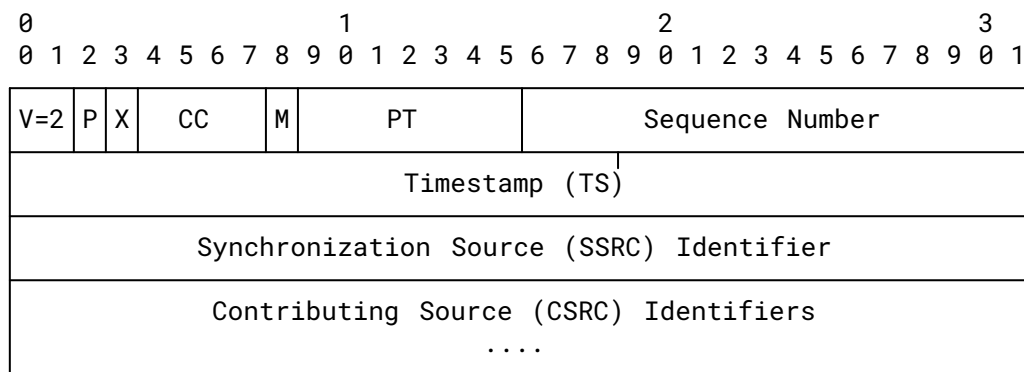 0 1 2 3
0 1 2 3 4 5 6 7 8 9 0 1 2 3 4 5 6 7 8 9 0 1 2 3 4 5 6 7 8 9 0 1
V=2 P X CC M PT Sequence Number
Timestamp (TS)
Synchronization Source (SSRC) Identifier
Contributing Source (CSRC) Identifiers
....